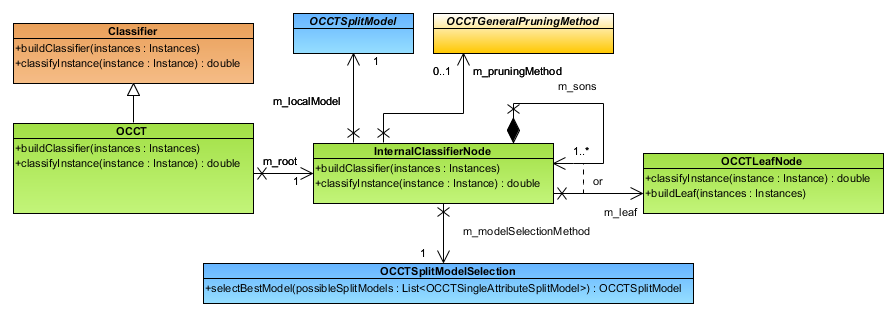 Classifier
+buildClassifier(instances : Instances)
+classifyInstance(instance : Instance) : double
OCCTSplitModel
OCCTGeneralPruningMethod
1
0..1
m_pruningMethod
m_sons
m_localModel
OCCT
+buildClassifier(instances : Instances)
+classifyInstance(instance : Instance) : double
m_root
1
InternalClassifierNode
+buildClassifier(instances : Instances)
+classifyInstance(instance : Instance) : double
1..*
or
m_leaf
OCCTLeafNode
+classifyInstance(instance : Instance) : double
+buildLeaf(instances : Instances)
m_modelSelectionMethod
1
OCCTSplitModelSelection
+selectBestModel(possibleSplitModels : List<OCCTSingleAttributeSplitModel>) : OCCTSplitModel